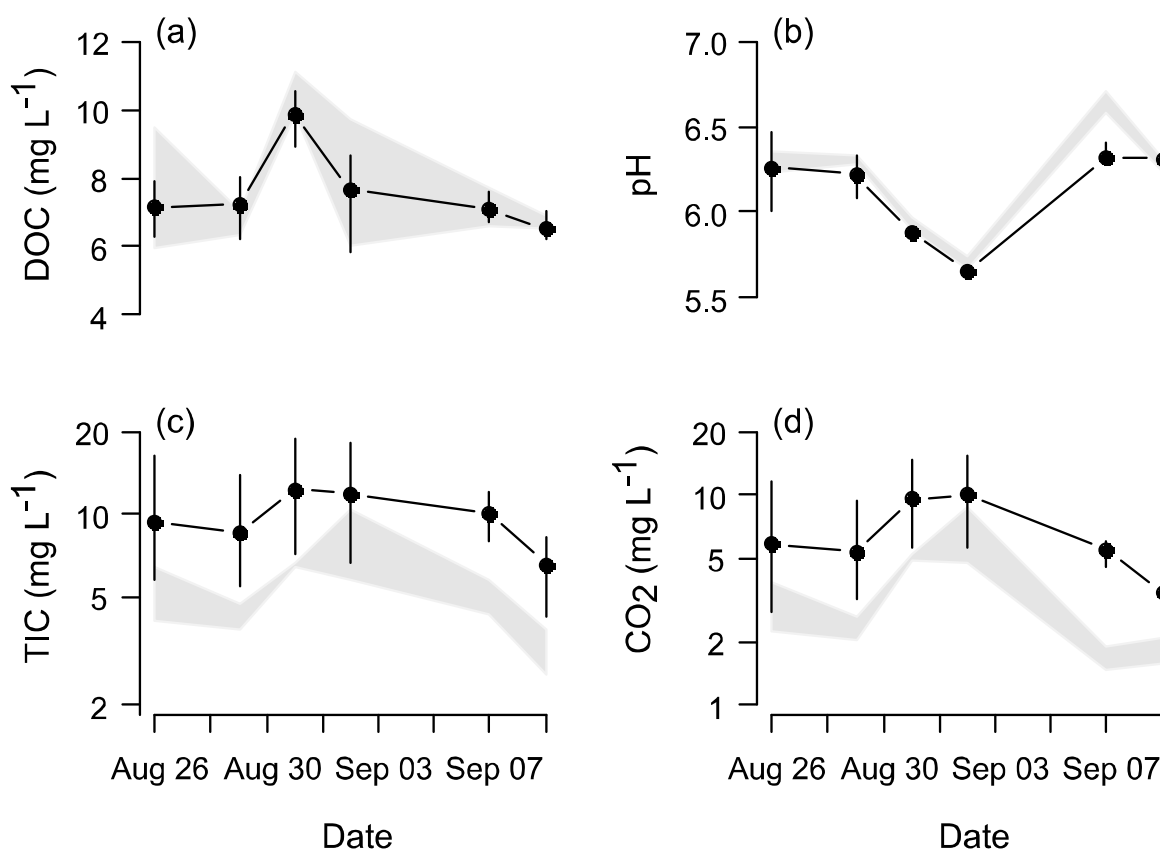 (a)
DOC (mg L⁻¹)
12
10
8
6
4
(b)
pH
7.0
6.5
6.0
5.5
(c)
TIC (mg L⁻¹)
20
10
5
2
Aug 26 Aug 30 Sep 03 Sep 07
Date
(d)
CO₂ (mg L⁻¹)
20
10
5
2
1
Aug 26 Aug 30 Sep 03 Sep 07
Date